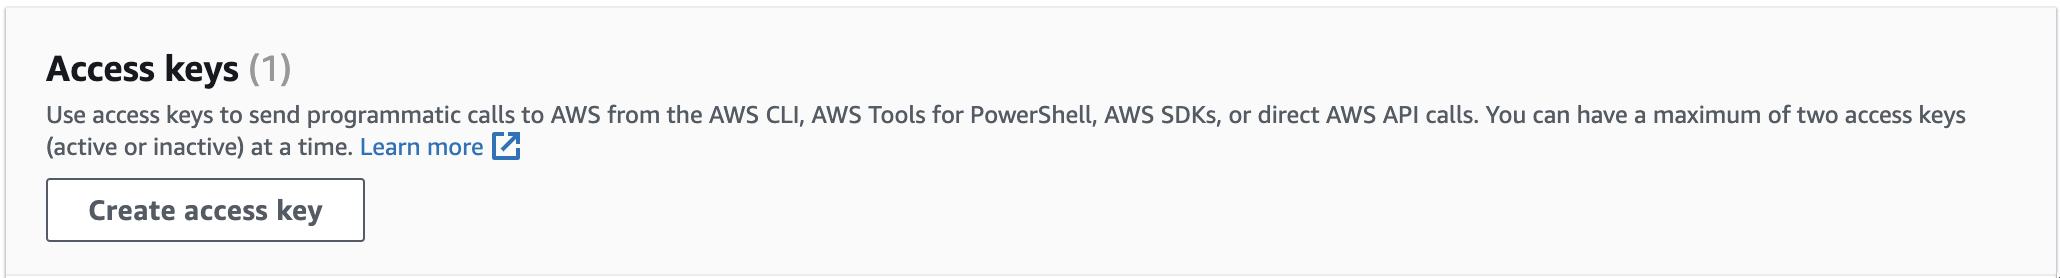 Access keys (1)
Use access keys to send programmatic calls to AWS from the AWS CLI, AWS Tools for PowerShell, AWS SDKs, or direct AWS API calls. You can have a maximum of two access keys
(active or inactive) at a time. Learn more
Create access key